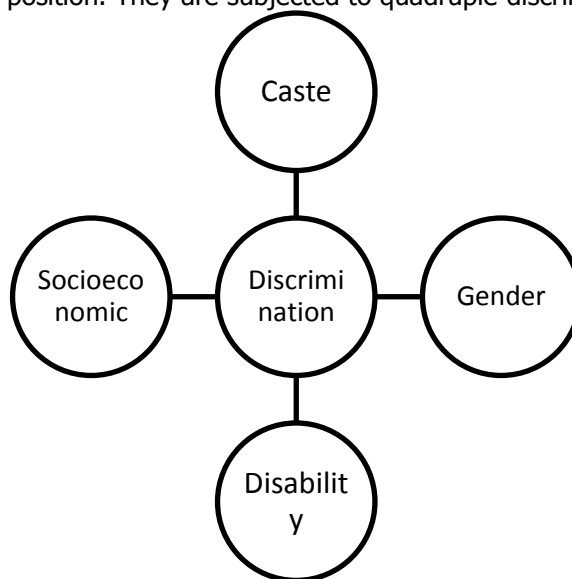 position. They are subjected to quadruple discri
Caste
Socioeco
nomic
Discrimi
nation
Gender
Disabilit
y